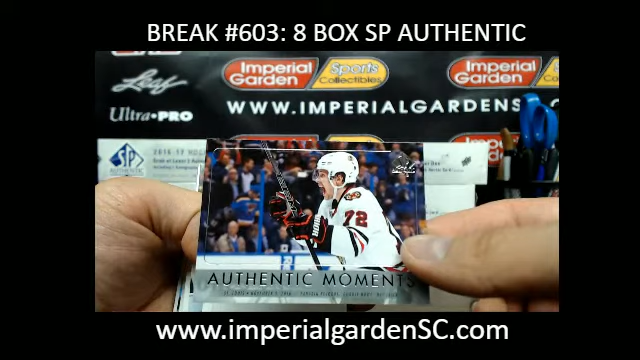 BREAK #603: 8 BOX SP AUTHENTIC
Leaf
Imperial
Garden
Sports
Collectibles
Imperial
Garden
Ultra•PRO
WWW.IMPERIALGARDENS
SP
AUTHENTIC
72
AUTHENTIC MOMENTS
www.imperialgardenSC.com